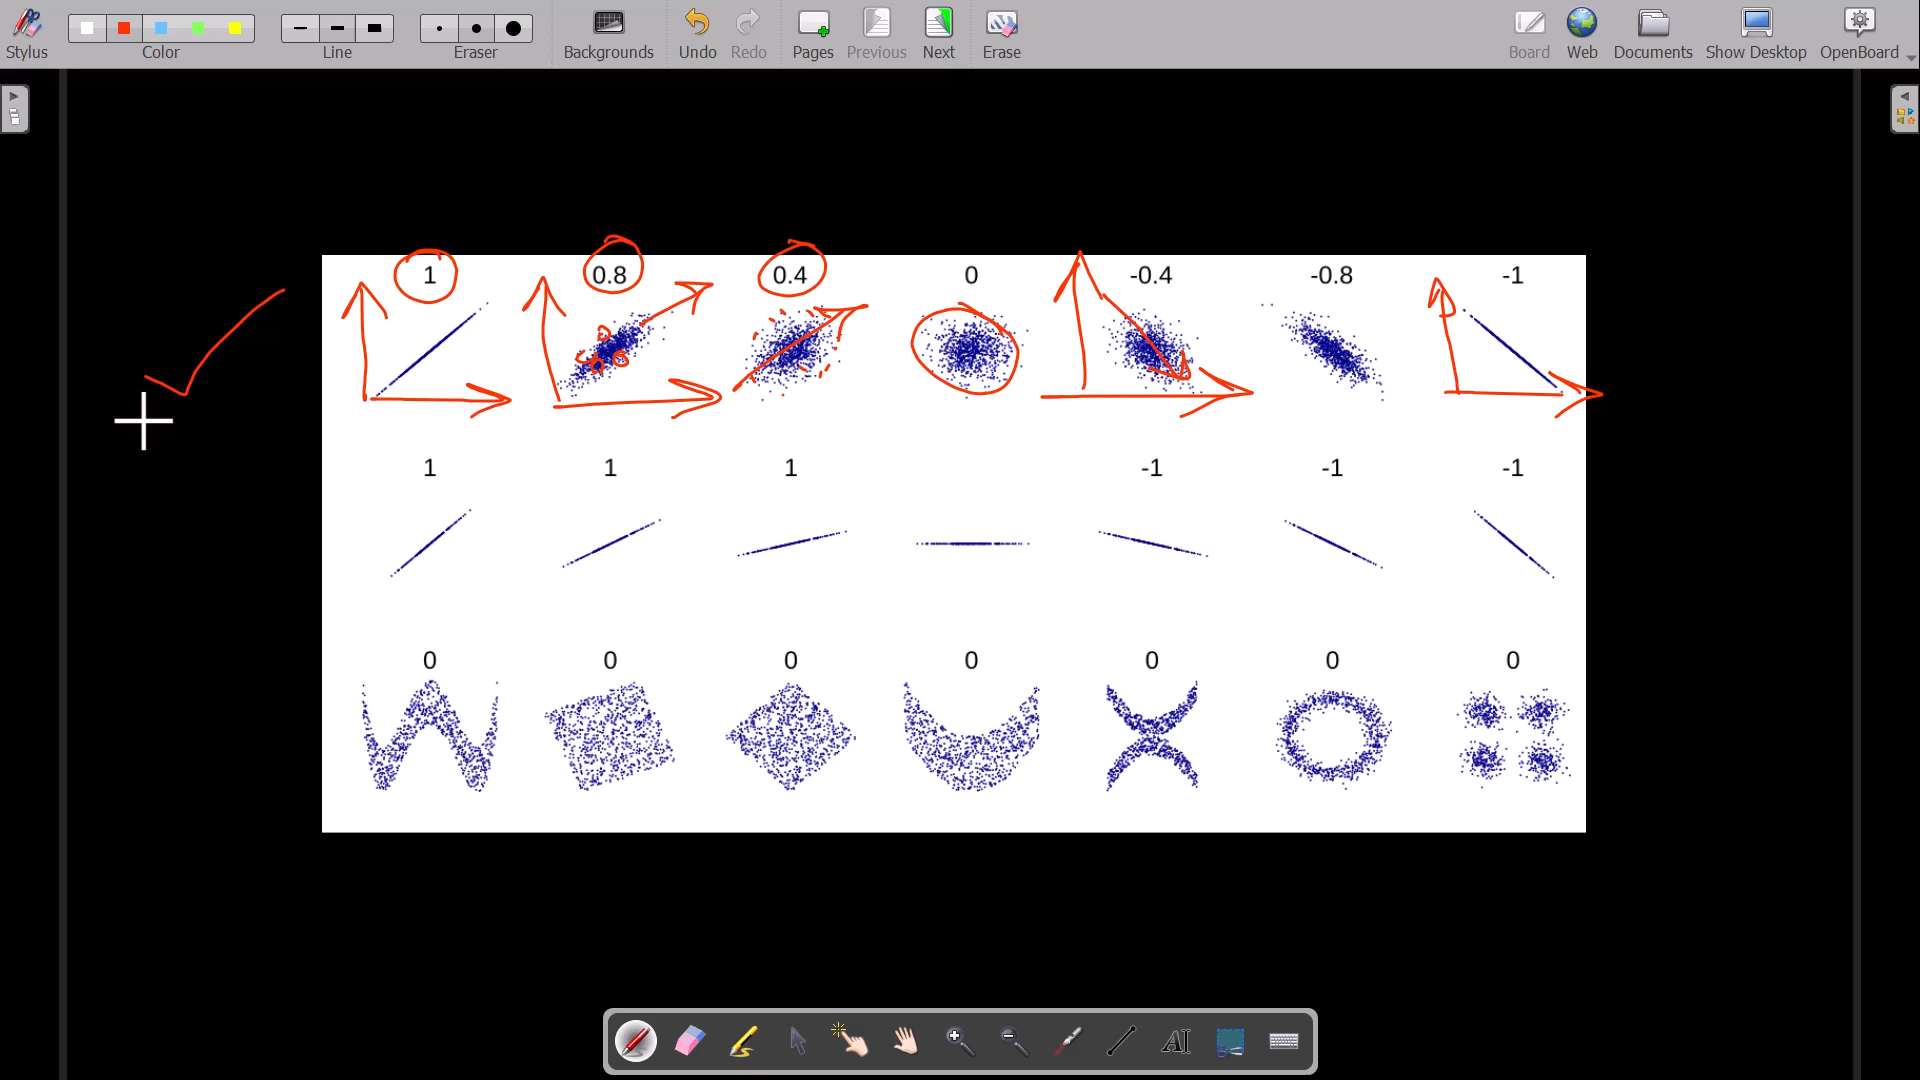 Stylus Color Line Eraser Backgrounds Undo Redo Pages Previous Next Erase Board Web Documents Show Desktop OpenBoard
1 0.8 0.4 0 -0.4 -0.8 -1
1 1 1 -1 -1 -1
0 0 0 0 0 0 0
AI